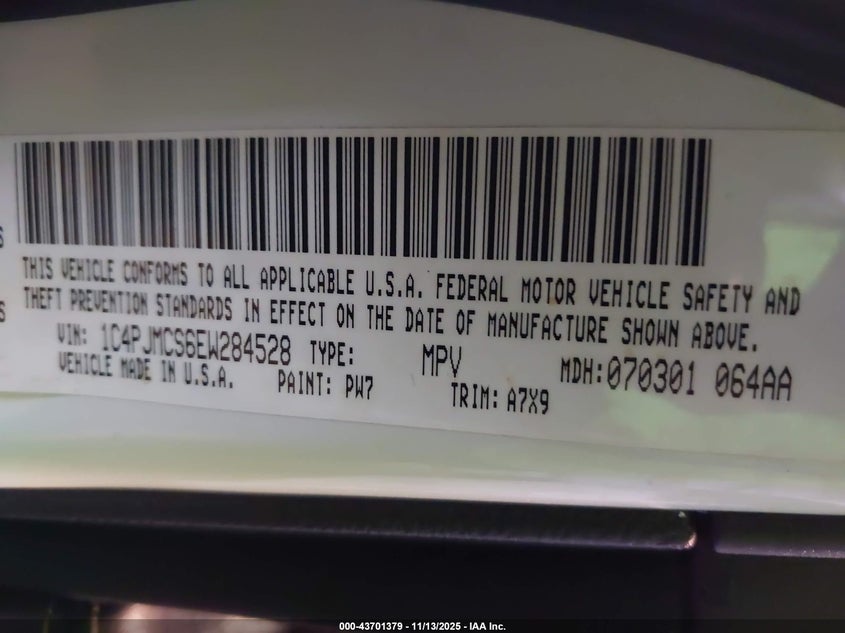 THIS VEHICLE CONFORMS TO ALL APPLICABLE U.S.A. FEDERAL MOTOR VEHICLE SAFETY AND
THEFT PREVENTION STANDARDS IN EFFECT ON THE DATE OF MANUFACTURE SHOWN ABOVE.
VIN: 1C4PJMCS6EW284528 TYPE: MPV MDH:070301 064AA
VEHICLE MADE IN U.S.A. PAINT: PW7 TRIM: A7X9
000-43701379 - 11/13/2025 - IAA Inc.